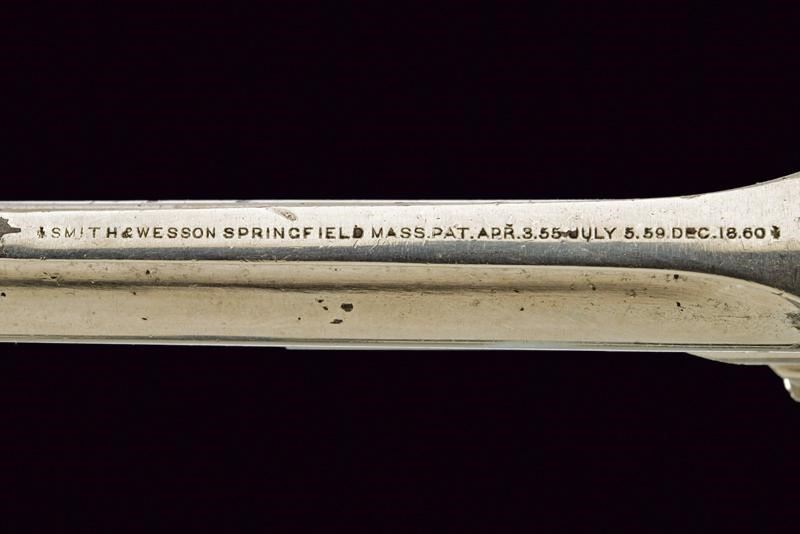 SMITH & WESSON SPRINGFIELD MASS. PAT. APR. 3. 55 JULY 5. 59. DEC. 18. 60